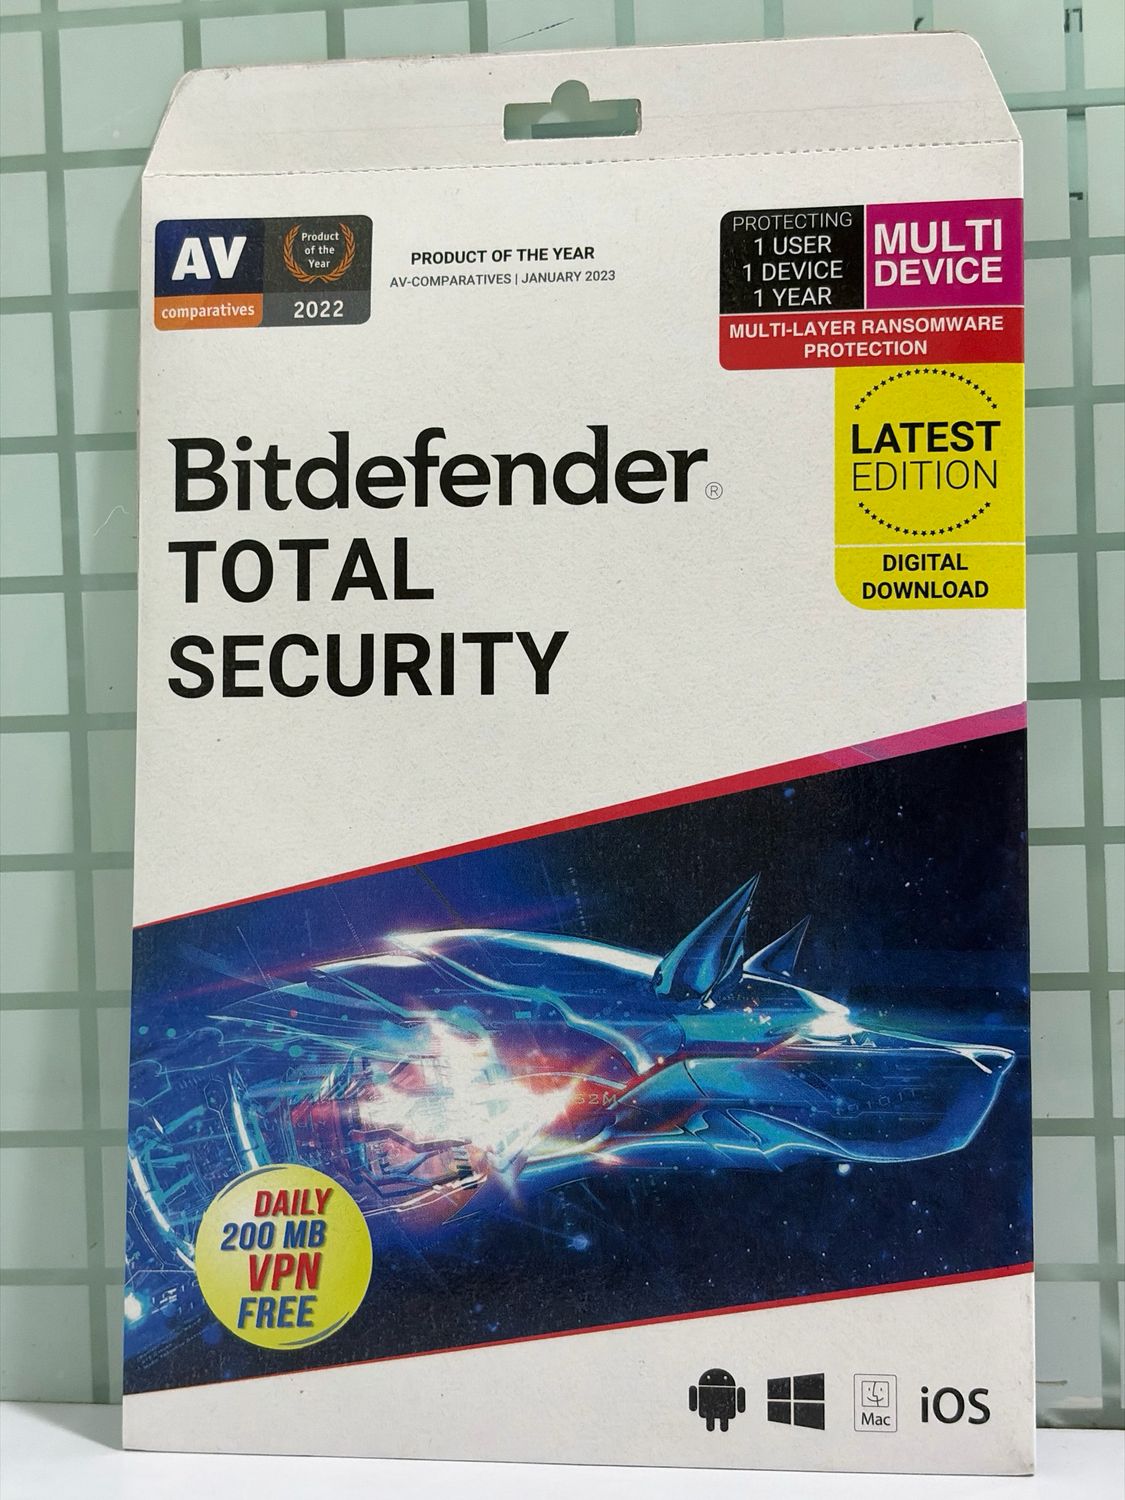 AV
comparatives
Product
of the
Year
2022
PRODUCT OF THE YEAR
AV-COMPARATIVES | JANUARY 2023
PROTECTING
1 USER
1 DEVICE
1 YEAR
MULTI
DEVICE
MULTI-LAYER RANSOMWARE
PROTECTION
LATEST
EDITION
DIGITAL
DOWNLOAD
Bitdefender®
TOTAL
SECURITY
DAILY
200 MB
VPN
FREE
Mac
iOS